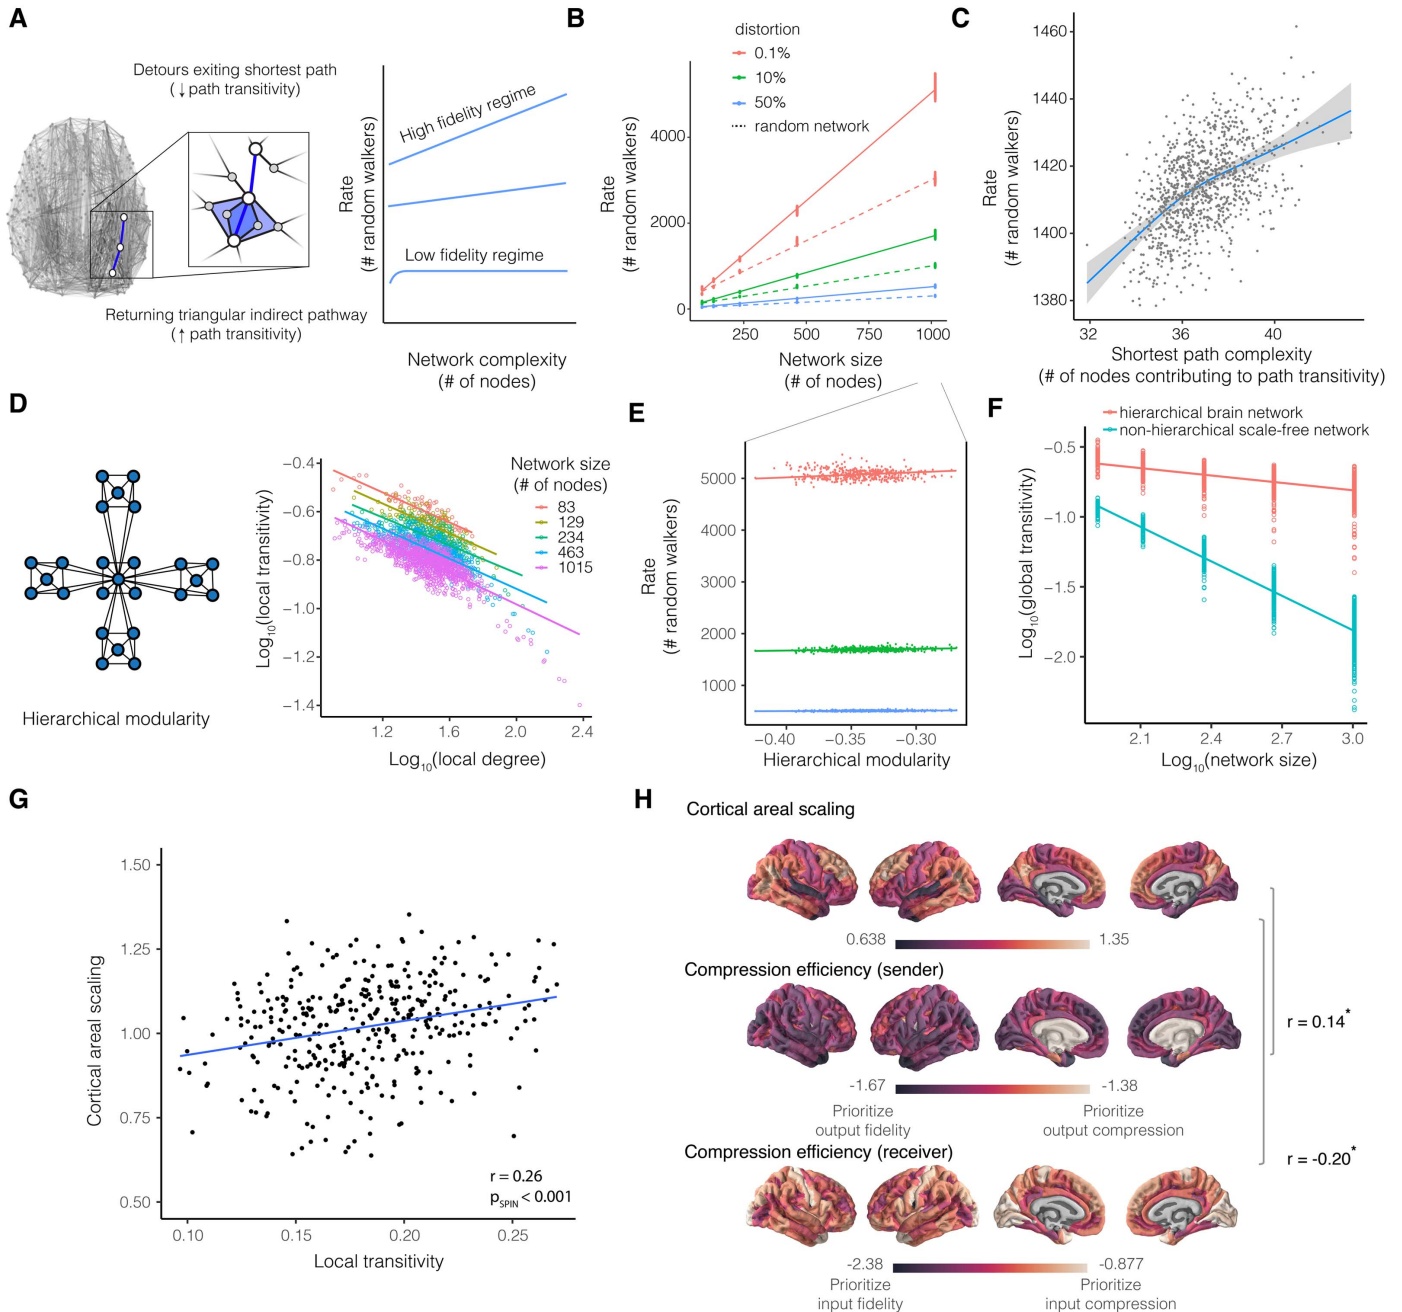 A
Detours exiting shortest path
(↓path transitivity)
Returning triangular indirect pathway
(↑ path transitivity)
Rate
(# random walkers)
High fidelity regime
Low fidelity regime
Network complexity
(# of nodes)
B
distortion
0.1%
10%
50%
random network
Rate
(# random walkers)
4000
2000
0
250
500
750
1000
Network size
(# of nodes)
C
Rate
(# random walkers)
1460
1440
1420
1400
1380
32
36
40
Shortest path complexity
(# of nodes contributing to path transitivity)
D
Hierarchical modularity
Log10(local transitivity)
−0.4
−0.6
−0.8
−1.0
−1.2
−1.4
1.2
1.6
2.0
2.4
Log10(local degree)
Network size
(# of nodes)
83
129
234
463
1015
E
Rate
(# random walkers)
5000
4000
3000
2000
1000
−0.40
−0.35
−0.30
Hierarchical modularity
F
hierarchical brain network
non-hierarchical scale-free network
Log10(global transitivity)
−0.5
−1.0
−1.5
−2.0
2.1
2.4
2.7
3.0
Log10(network size)
G
Cortical areal scaling
1.50
1.25
1.00
0.75
0.50
0.10
0.15
0.20
0.25
Local transitivity
r = 0.26
pSPIN < 0.001
H
Cortical areal scaling
0.638
1.35
Compression efficiency (sender)
-1.67
-1.38
Prioritize
output fidelity
Prioritize
output compression
Compression efficiency (receiver)
-2.38
-0.877
Prioritize
input fidelity
Prioritize
input compression
r = 0.14*
r = -0.20*